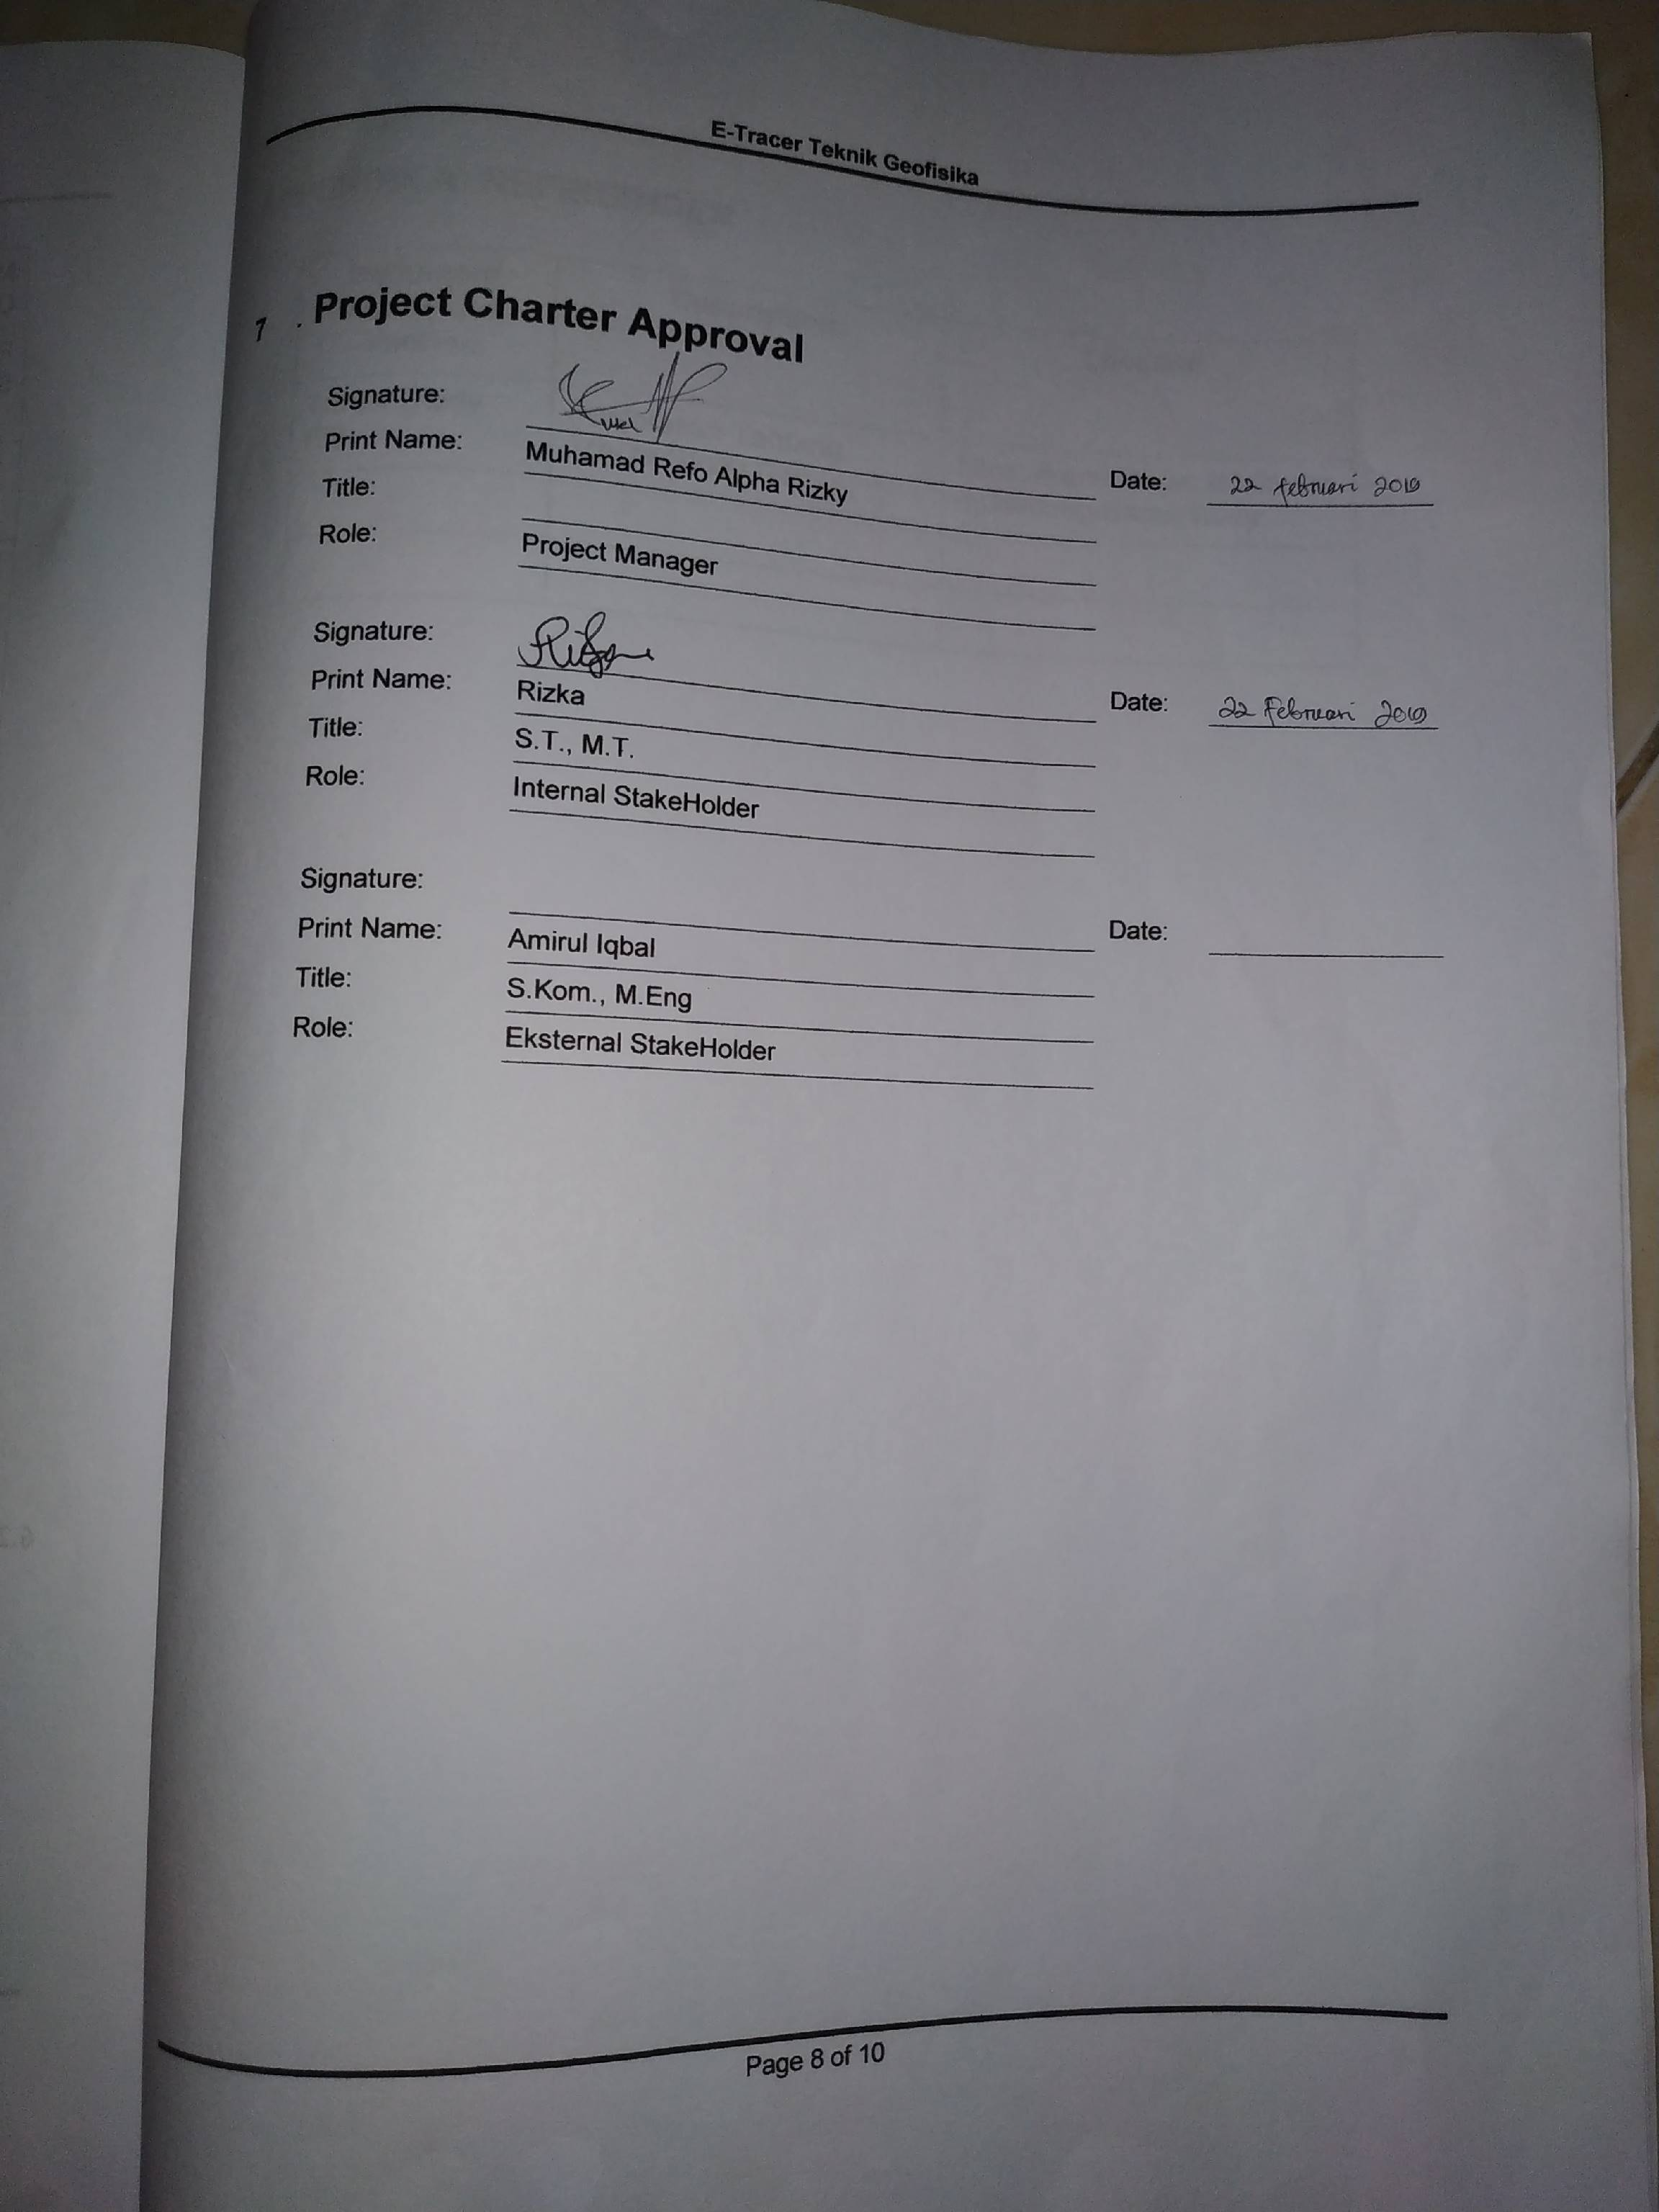 E-Tracer Teknik Geofisika
7 . Project Charter Approval
Signature:
Print Name: Muhamad Refo Alpha Rizky Date: 22 februari 2019
Title:
Role: Project Manager
Signature:
Print Name: Rizka Date: 22 Februari 2019
Title: S.T., M.T.
Role: Internal StakeHolder
Signature:
Print Name: Amirul Iqbal Date:
Title: S.Kom., M.Eng
Role: Eksternal StakeHolder
Page 8 of 10